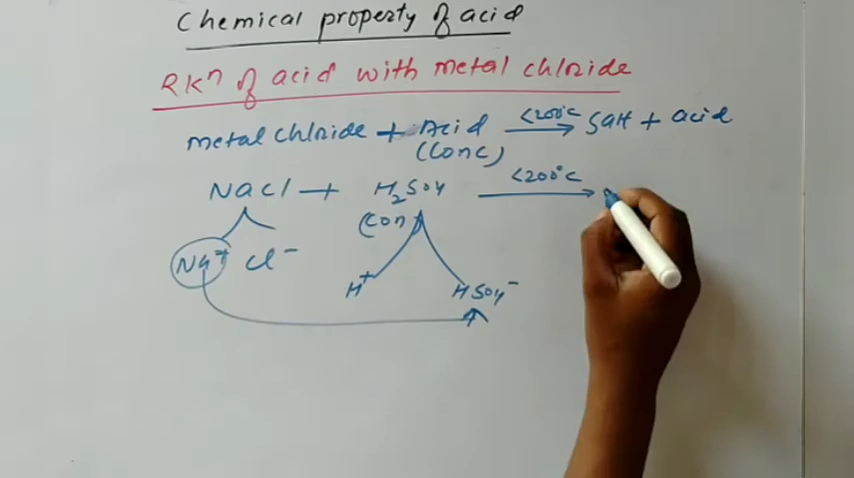 Chemical property of acid
RKn of acid with metal chloride
metal chloride + Acid <200°C salt + acid
(Conc)
NaCl + H2SO4 <200°C
(con)
Na+ Cl- H+ HSO4-